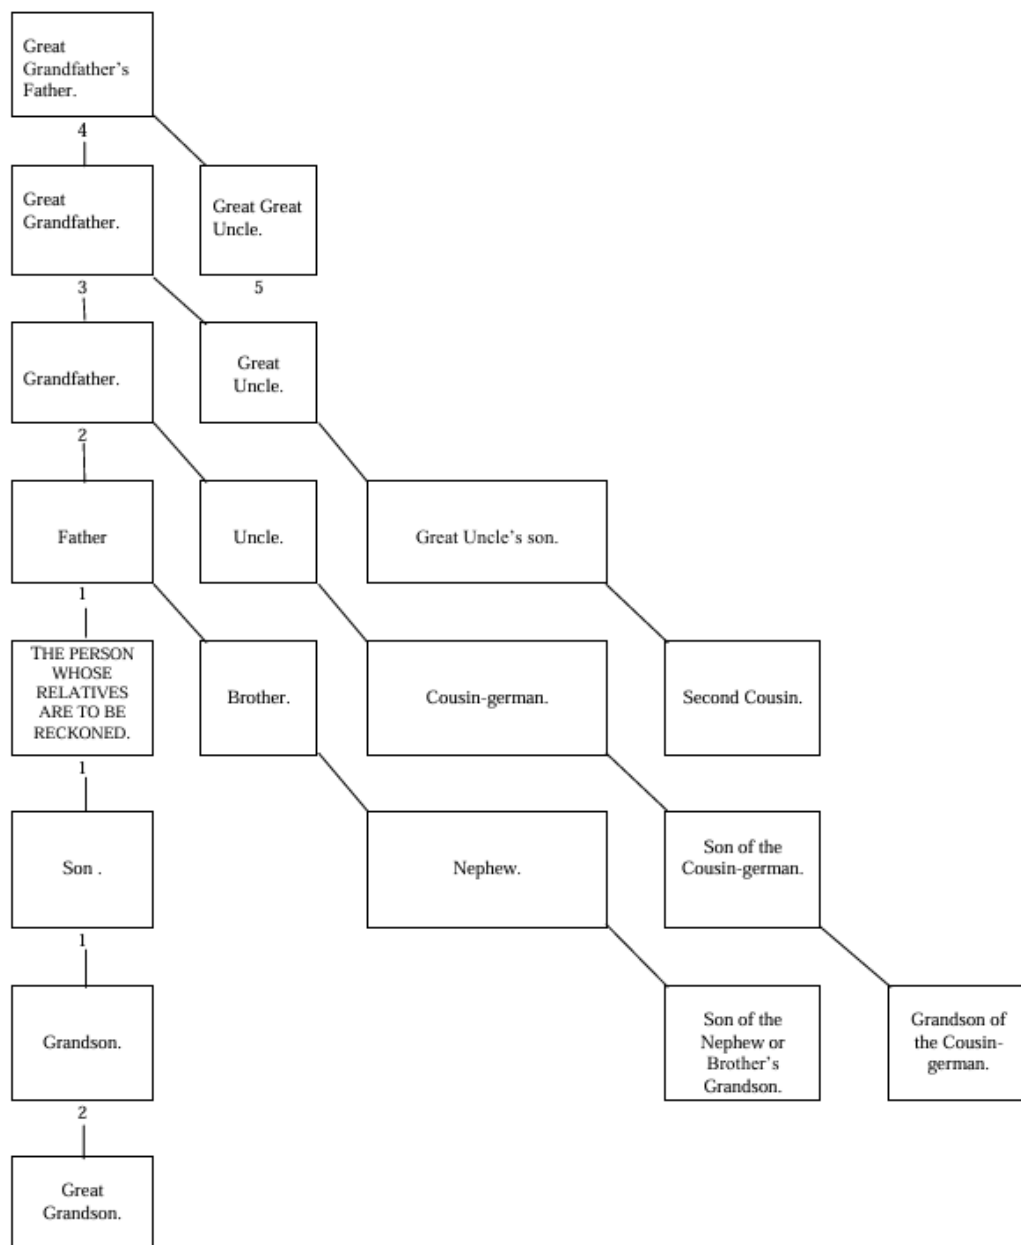 Great
Grandfather’s
Father.
4
Great
Grandfather.
Great Great
Uncle.
3
5
Grandfather.
Great
Uncle.
2
Father
Uncle.
Great Uncle’s son.
1
THE PERSON
WHOSE
RELATIVES
ARE TO BE
RECKONED.
Brother.
Cousin-german.
Second Cousin.
1
Son .
Nephew.
Son of the
Cousin-german.
1
Grandson.
Son of the
Nephew or
Brother’s
Grandson.
Grandson of
the Cousin-
german.
2
Great
Grandson.